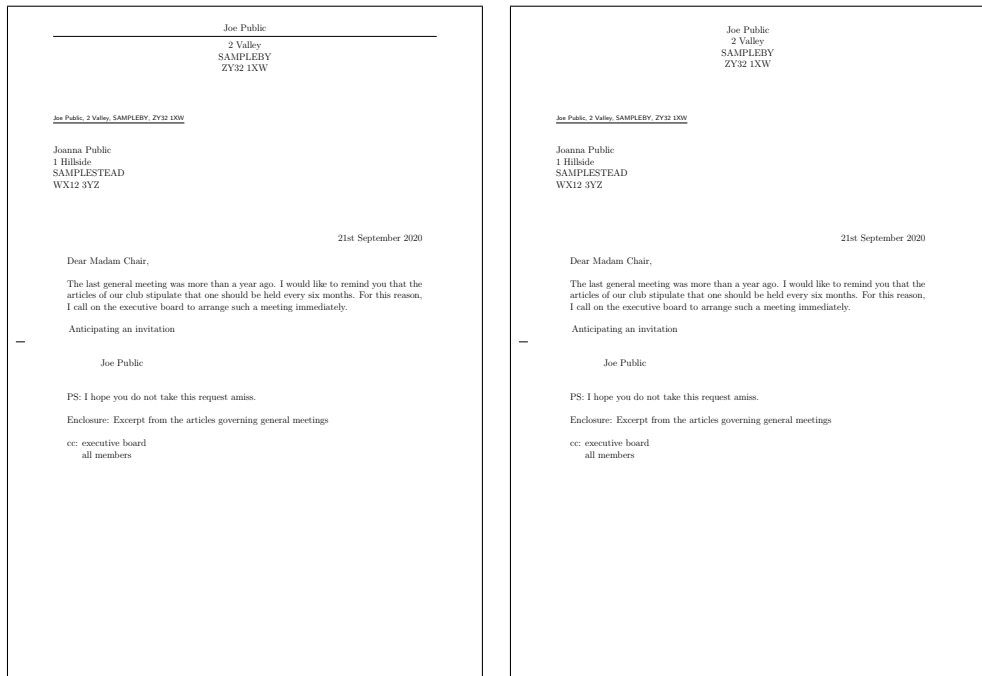 Joe Public
2 Valley
SAMPLEBY
ZY32 1XW
Joe Public, 2 Valley, SAMPLEBY, ZY32 1XW
Joanna Public
1 Hillside
SAMPLESTEAD
WX12 3YZ
21st September 2020
Dear Madam Chair,
The last general meeting was more than a year ago. I would like to remind you that the
articles of our club stipulate that one should be held every six months. For this reason,
I call on the executive board to arrange such a meeting immediately.
Anticipating an invitation
Joe Public
PS: I hope you do not take this request amiss.
Enclosure: Excerpt from the articles governing general meetings
cc: executive board
all members
Joe Public
2 Valley
SAMPLEBY
ZY32 1XW
Joe Public, 2 Valley, SAMPLEBY, ZY32 1XW
Joanna Public
1 Hillside
SAMPLESTEAD
WX12 3YZ
21st September 2020
Dear Madam Chair,
The last general meeting was more than a year ago. I would like to remind you that the
articles of our club stipulate that one should be held every six months. For this reason,
I call on the executive board to arrange such a meeting immediately.
Anticipating an invitation
Joe Public
PS: I hope you do not take this request amiss.
Enclosure: Excerpt from the articles governing general meetings
cc: executive board
all members